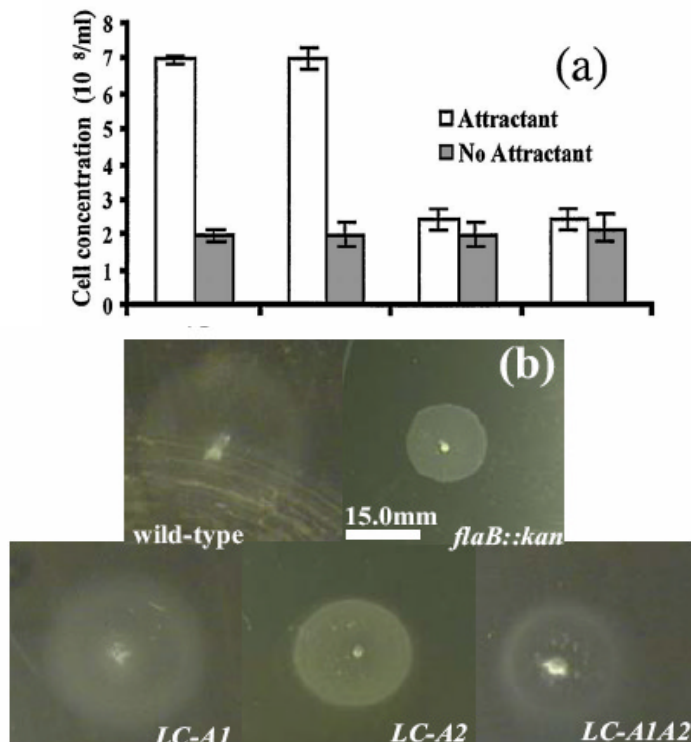 8
7
6
5
4
3
2
1
0
Cell concentration (10 ⁸/ml)
(a)
Attractant
No Attractant
(b)
wild-type
15.0mm
flaB::kan
LC-A1
LC-A2
LC-A1A2